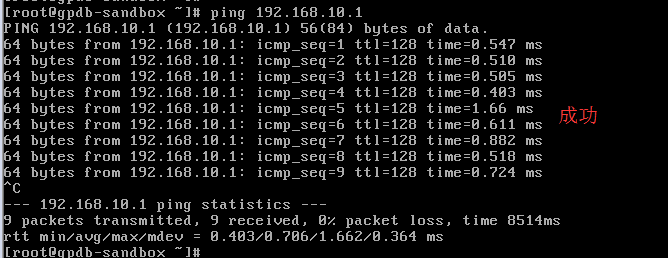 [root@gpdb-sandbox ~]# ping 192.168.10.1
PING 192.168.10.1 (192.168.10.1) 56(84) bytes of data.
64 bytes from 192.168.10.1: icmp_seq=1 ttl=128 time=0.547 ms
64 bytes from 192.168.10.1: icmp_seq=2 ttl=128 time=0.510 ms
64 bytes from 192.168.10.1: icmp_seq=3 ttl=128 time=0.505 ms
64 bytes from 192.168.10.1: icmp_seq=4 ttl=128 time=0.403 ms
64 bytes from 192.168.10.1: icmp_seq=5 ttl=128 time=1.66 ms
64 bytes from 192.168.10.1: icmp_seq=6 ttl=128 time=0.611 ms
成功
64 bytes from 192.168.10.1: icmp_seq=7 ttl=128 time=0.882 ms
64 bytes from 192.168.10.1: icmp_seq=8 ttl=128 time=0.518 ms
64 bytes from 192.168.10.1: icmp_seq=9 ttl=128 time=0.724 ms
^C
--- 192.168.10.1 ping statistics ---
9 packets transmitted, 9 received, 0% packet loss, time 8514ms
rtt min/avg/max/mdev = 0.403/0.706/1.662/0.364 ms
[root@gpdb-sandbox ~]#